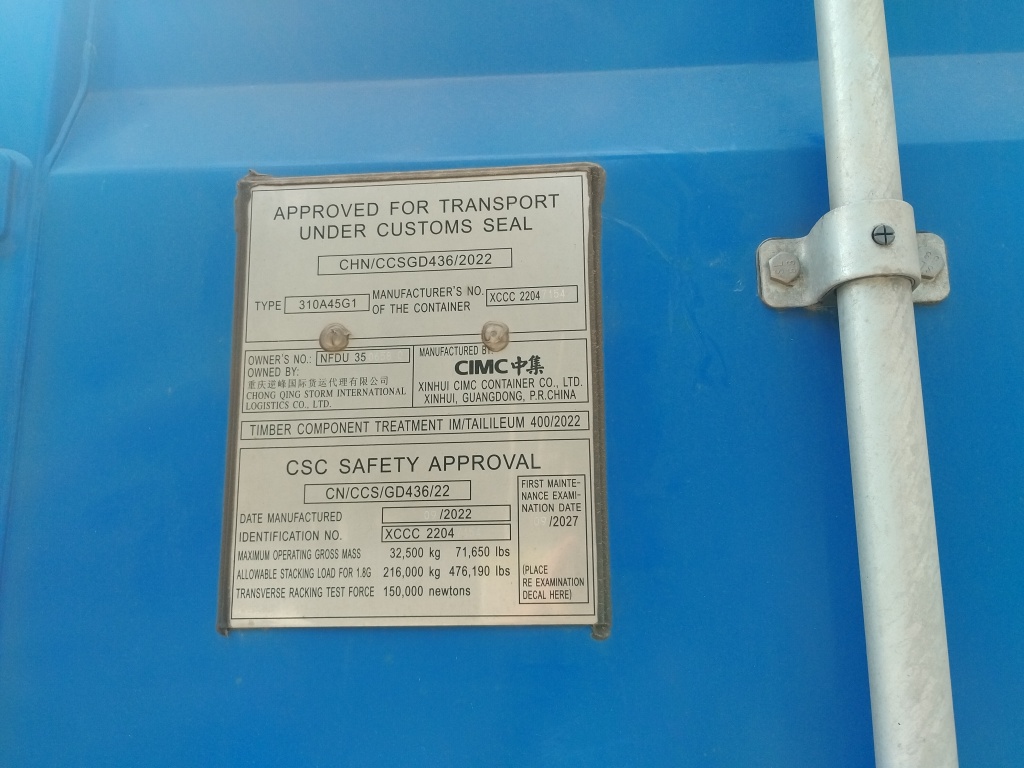 APPROVED FOR TRANSPORT
UNDER CUSTOMS SEAL
CHN/CCSGD436/2022
TYPE 310A45G1
MANUFACTURER'S NO.
OF THE CONTAINER
XCCC 2204
OWNER'S NO.: NFDU 35
OWNED BY:
重庆逆峰国际货运代理有限公司
CHONG QING STORM INTERNATIONAL
LOGISTICS CO., LTD.
MANUFACTURED BY:
CIMC中集
XINHUI CIMC CONTAINER CO., LTD.
XINHUI, GUANGDONG, P.R.CHINA
TIMBER COMPONENT TREATMENT IM/TAILILEUM 400/2022
CSC SAFETY APPROVAL
CN/CCS/GD436/22
DATE MANUFACTURED /2022
IDENTIFICATION NO. XCCC 2204
MAXIMUM OPERATING GROSS MASS 32,500 kg 71,650 lbs
ALLOWABLE STACKING LOAD FOR 1.8G 216,000 kg 476,190 lbs
TRANSVERSE RACKING TEST FORCE 150,000 newtons
FIRST MAINTE-
NANCE EXAMI-
NATION DATE
/2027
(PLACE
RE EXAMINATION
DECAL HERE)